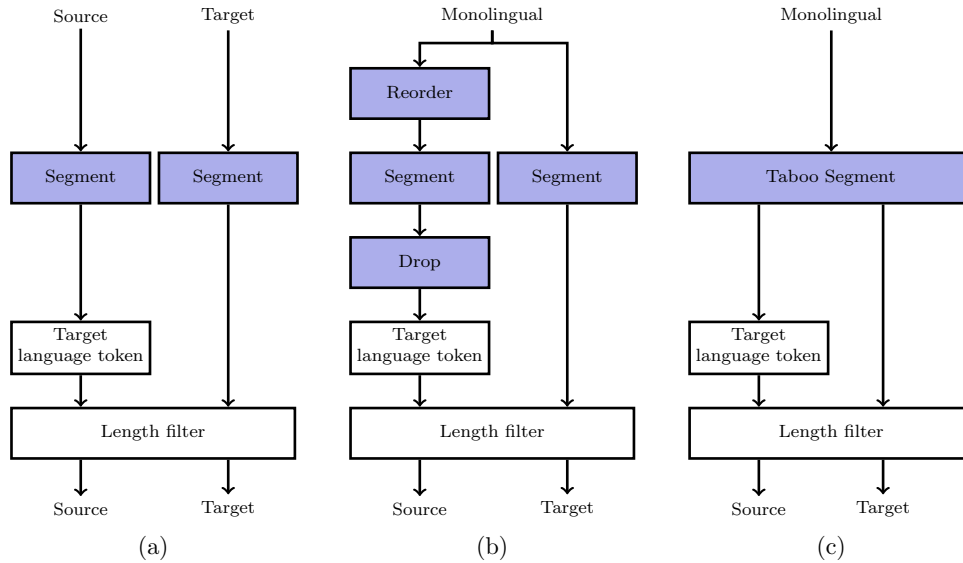 Source
Target
Segment
Segment
Target
language token
Length filter
Source
Target
(a)
Monolingual
Reorder
Segment
Segment
Drop
Target
language token
Length filter
Source
Target
(b)
Monolingual
Taboo Segment
Target
language token
Length filter
Source
Target
(c)